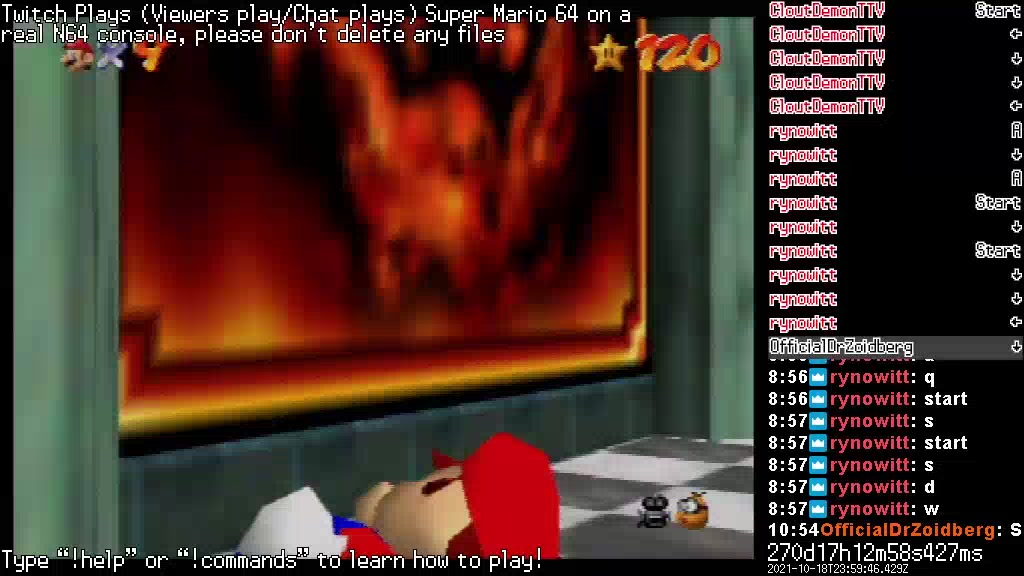 Twitch Plays (Viewers play/Chat plays) Super Mario 64 on a
real N64 console, please don't delete any files
4
120
CloutDemonTTV Start
CloutDemonTTV ←
CloutDemonTTV ↓
CloutDemonTTV ↓
CloutDemonTTV ←
rynowitt A
rynowitt ↓
rynowitt A
rynowitt Start
rynowitt ↓
rynowitt Start
rynowitt ↓
rynowitt ↓
rynowitt ←
OfficialDrZoidberg ↓
8:56 rynowitt: q
8:56 rynowitt: start
8:57 rynowitt: s
8:57 rynowitt: start
8:57 rynowitt: s
8:57 rynowitt: d
8:57 rynowitt: w
10:54 OfficialDrZoidberg: S
270d17h12m58s427ms
2021-10-18T23:59:46.429Z
Type “!help” or “!commands” to learn how to play!